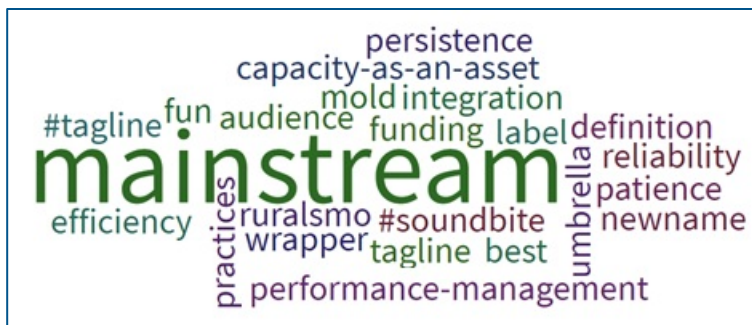 persistence
capacity-as-an-asset
mold integration
#tagline fun audience funding label definition
mainstream
umbrella
reliability
patience
efficiency
practices
ruralsmo #soundbite newname
wrapper tagline best
performance-management